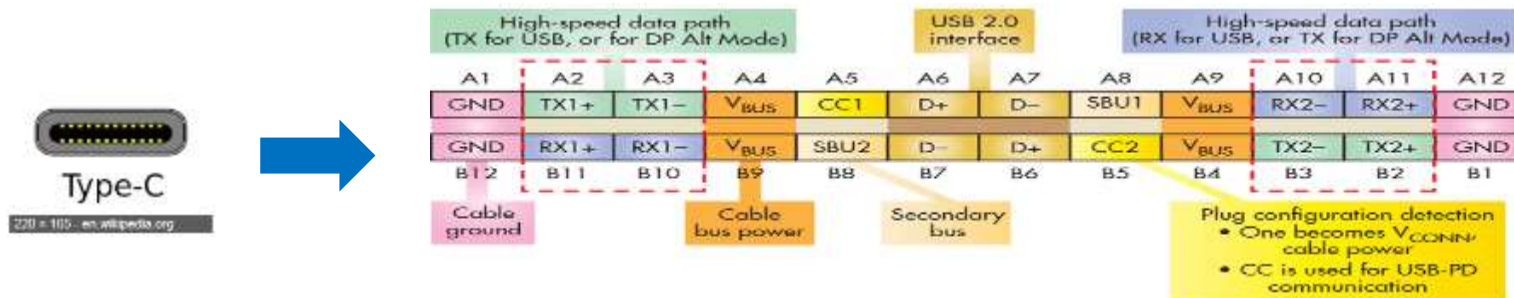 High-speed data path
(TX for USB, or for DP Alt Mode)
USB 2.0
interface
High-speed data path
(RX for USB, or TX for DP Alt Mode)
A1 A2 A3 A4 A5 A6 A7 A8 A9 A10 A11 A12
GND TX1+ TX1− VBUS CC1 D+ D− SBU1 VBUS RX2− RX2+ GND
GND RX1+ RX1− VBUS SBU2 D− D+ CC2 VBUS TX2− TX2+ GND
B12 B11 B10 B9 B8 B7 B6 B5 B4 B3 B2 B1
Type-C
220 × 165 - en.wikipedia.org
Cable
ground
Cable
bus power
Secondary
bus
Plug configuration detection
• One becomes VCONN,
cable power
• CC is used for USB-PD
communication